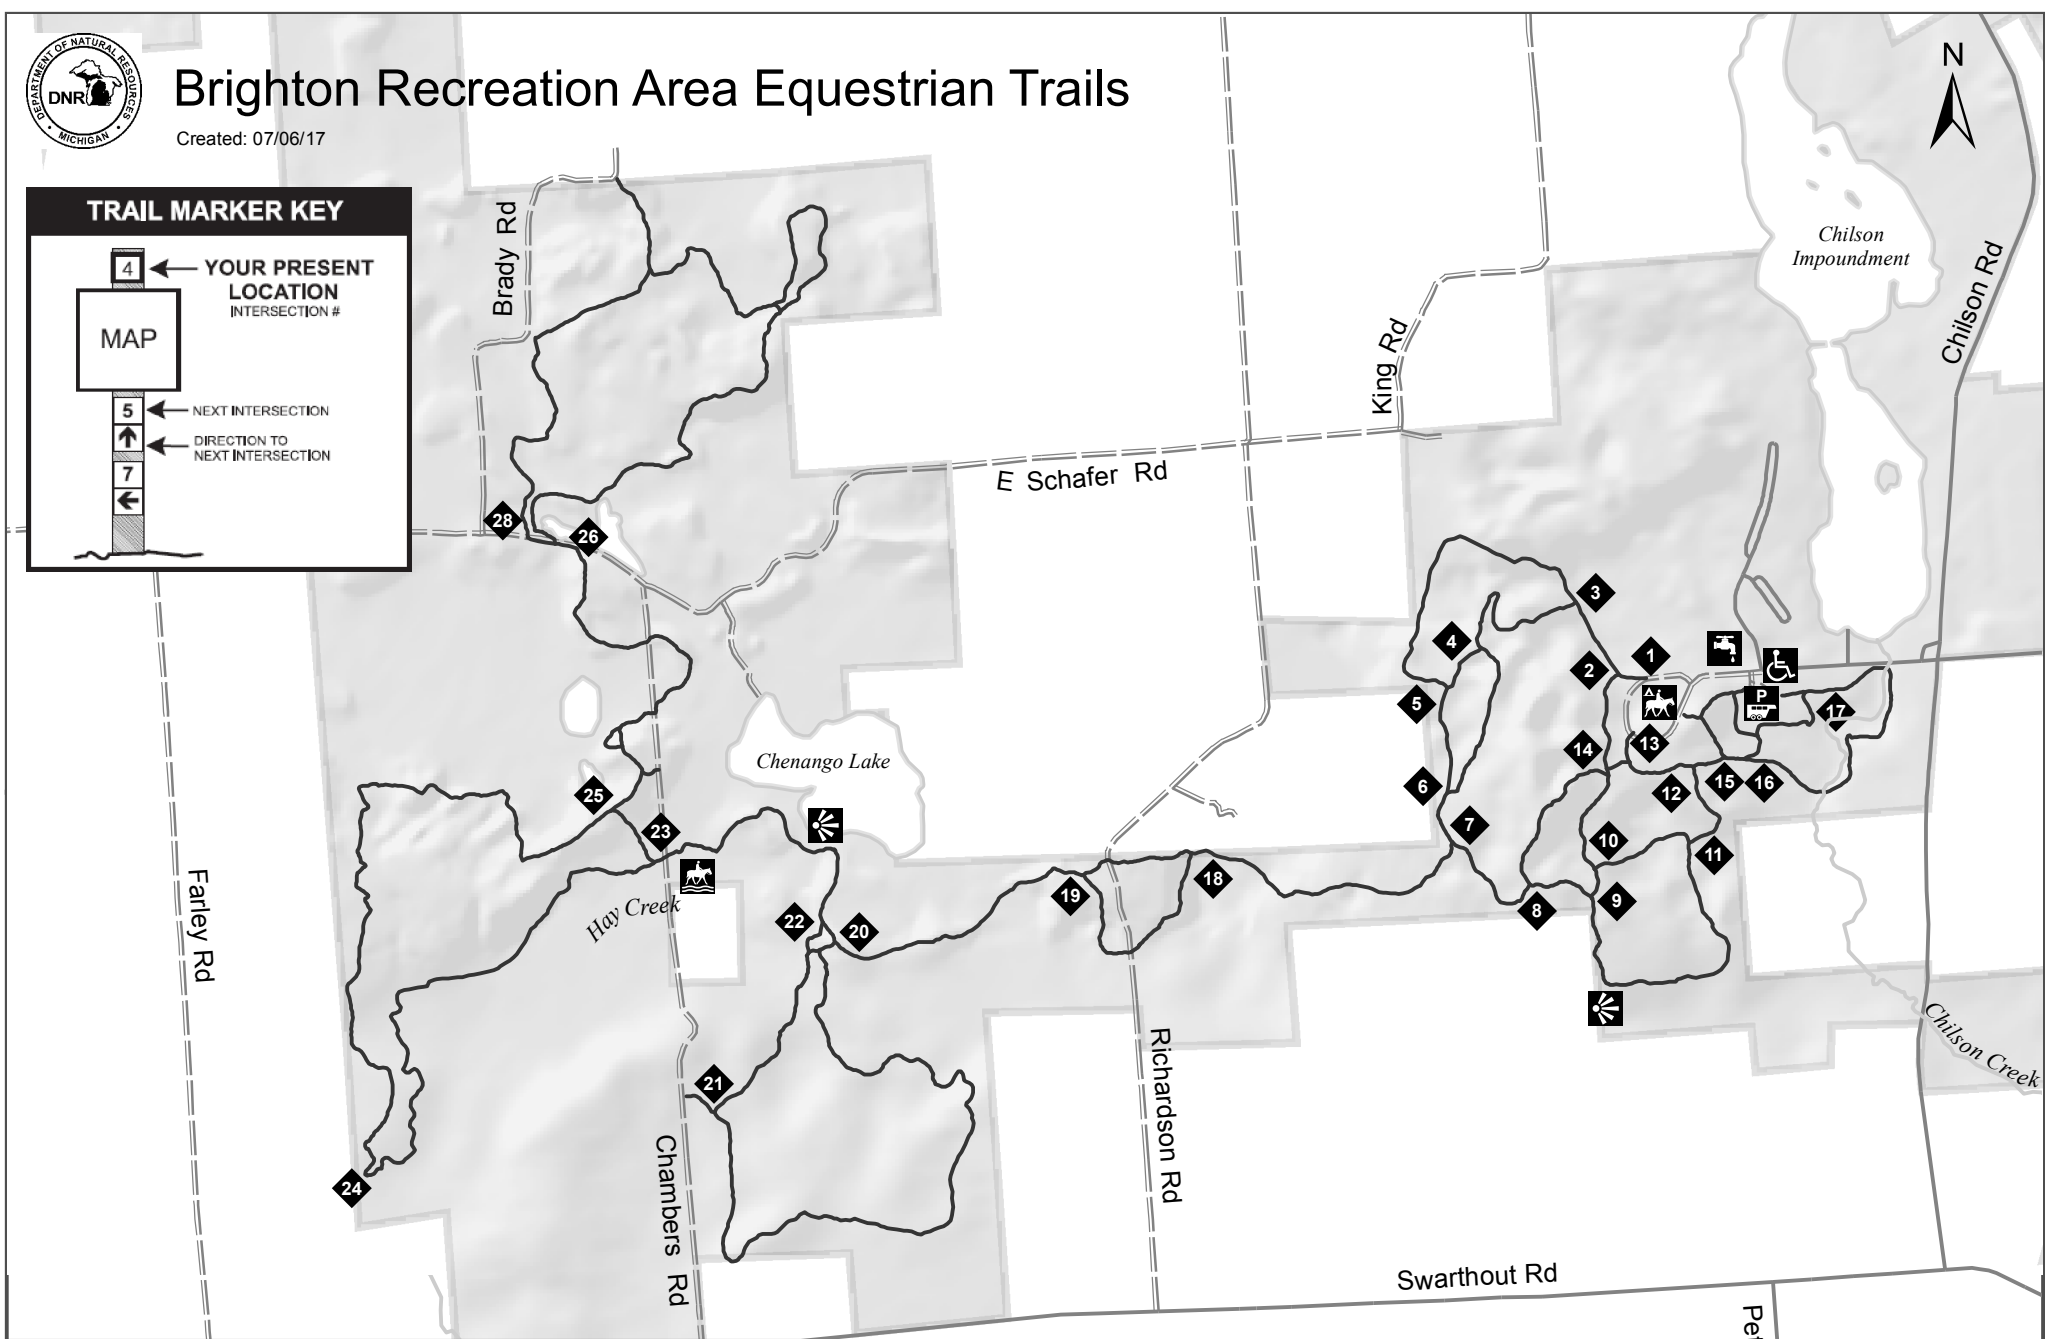 DEPARTMENT OF NATURAL RESOURCES
DNR
MICHIGAN
Brighton Recreation Area Equestrian Trails
Created: 07/06/17
N
TRAIL MARKER KEY
4
YOUR PRESENT
LOCATION
INTERSECTION #
MAP
5
NEXT INTERSECTION
DIRECTION TO
NEXT INTERSECTION
7
Brady Rd
King Rd
Chilson
Impoundment
Chilson Rd
E Schafer Rd
28
26
3
4
2
1
5
P
17
14
13
6
15
16
12
Chenango Lake
25
23
7
10
11
18
19
8
9
Hay Creek
22
20
Farley Rd
21
24
Chambers Rd
Richardson Rd
Chilson Creek
Swarthout Rd
Pet